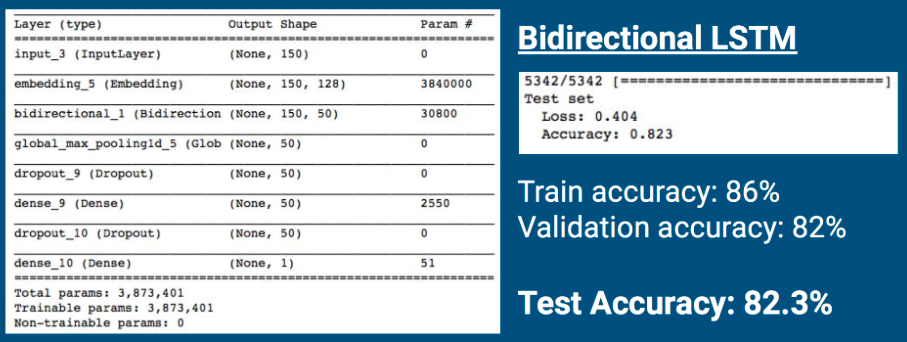 Layer (type) Output Shape Param #
=================================================================
input_3 (InputLayer) (None, 150) 0
embedding_5 (Embedding) (None, 150, 128) 3840000
bidirectional_1 (Bidirection (None, 150, 50) 30800
global_max_pooling1d_5 (Glob (None, 50) 0
dropout_9 (Dropout) (None, 50) 0
dense_9 (Dense) (None, 50) 2550
dropout_10 (Dropout) (None, 50) 0
dense_10 (Dense) (None, 1) 51
=================================================================
Total params: 3,873,401
Trainable params: 3,873,401
Non-trainable params: 0
Bidirectional LSTM
5342/5342 [==============================]
Test set
Loss: 0.404
Accuracy: 0.823
Train accuracy: 86%
Validation accuracy: 82%
Test Accuracy: 82.3%